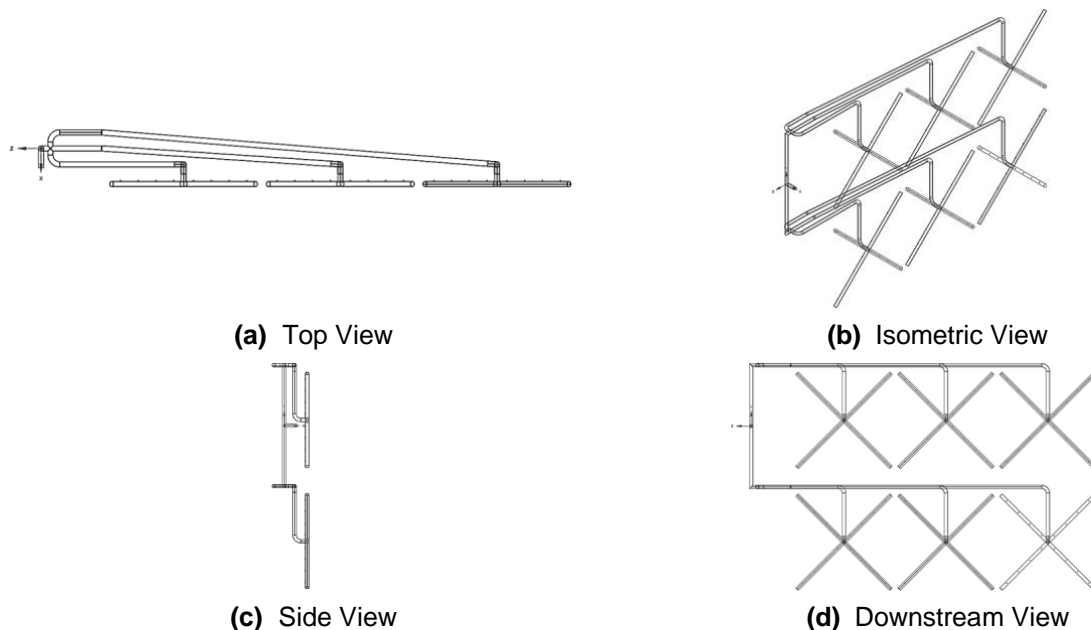 z
x
(a) Top View
(b) Isometric View
(c) Side View
(d) Downstream View